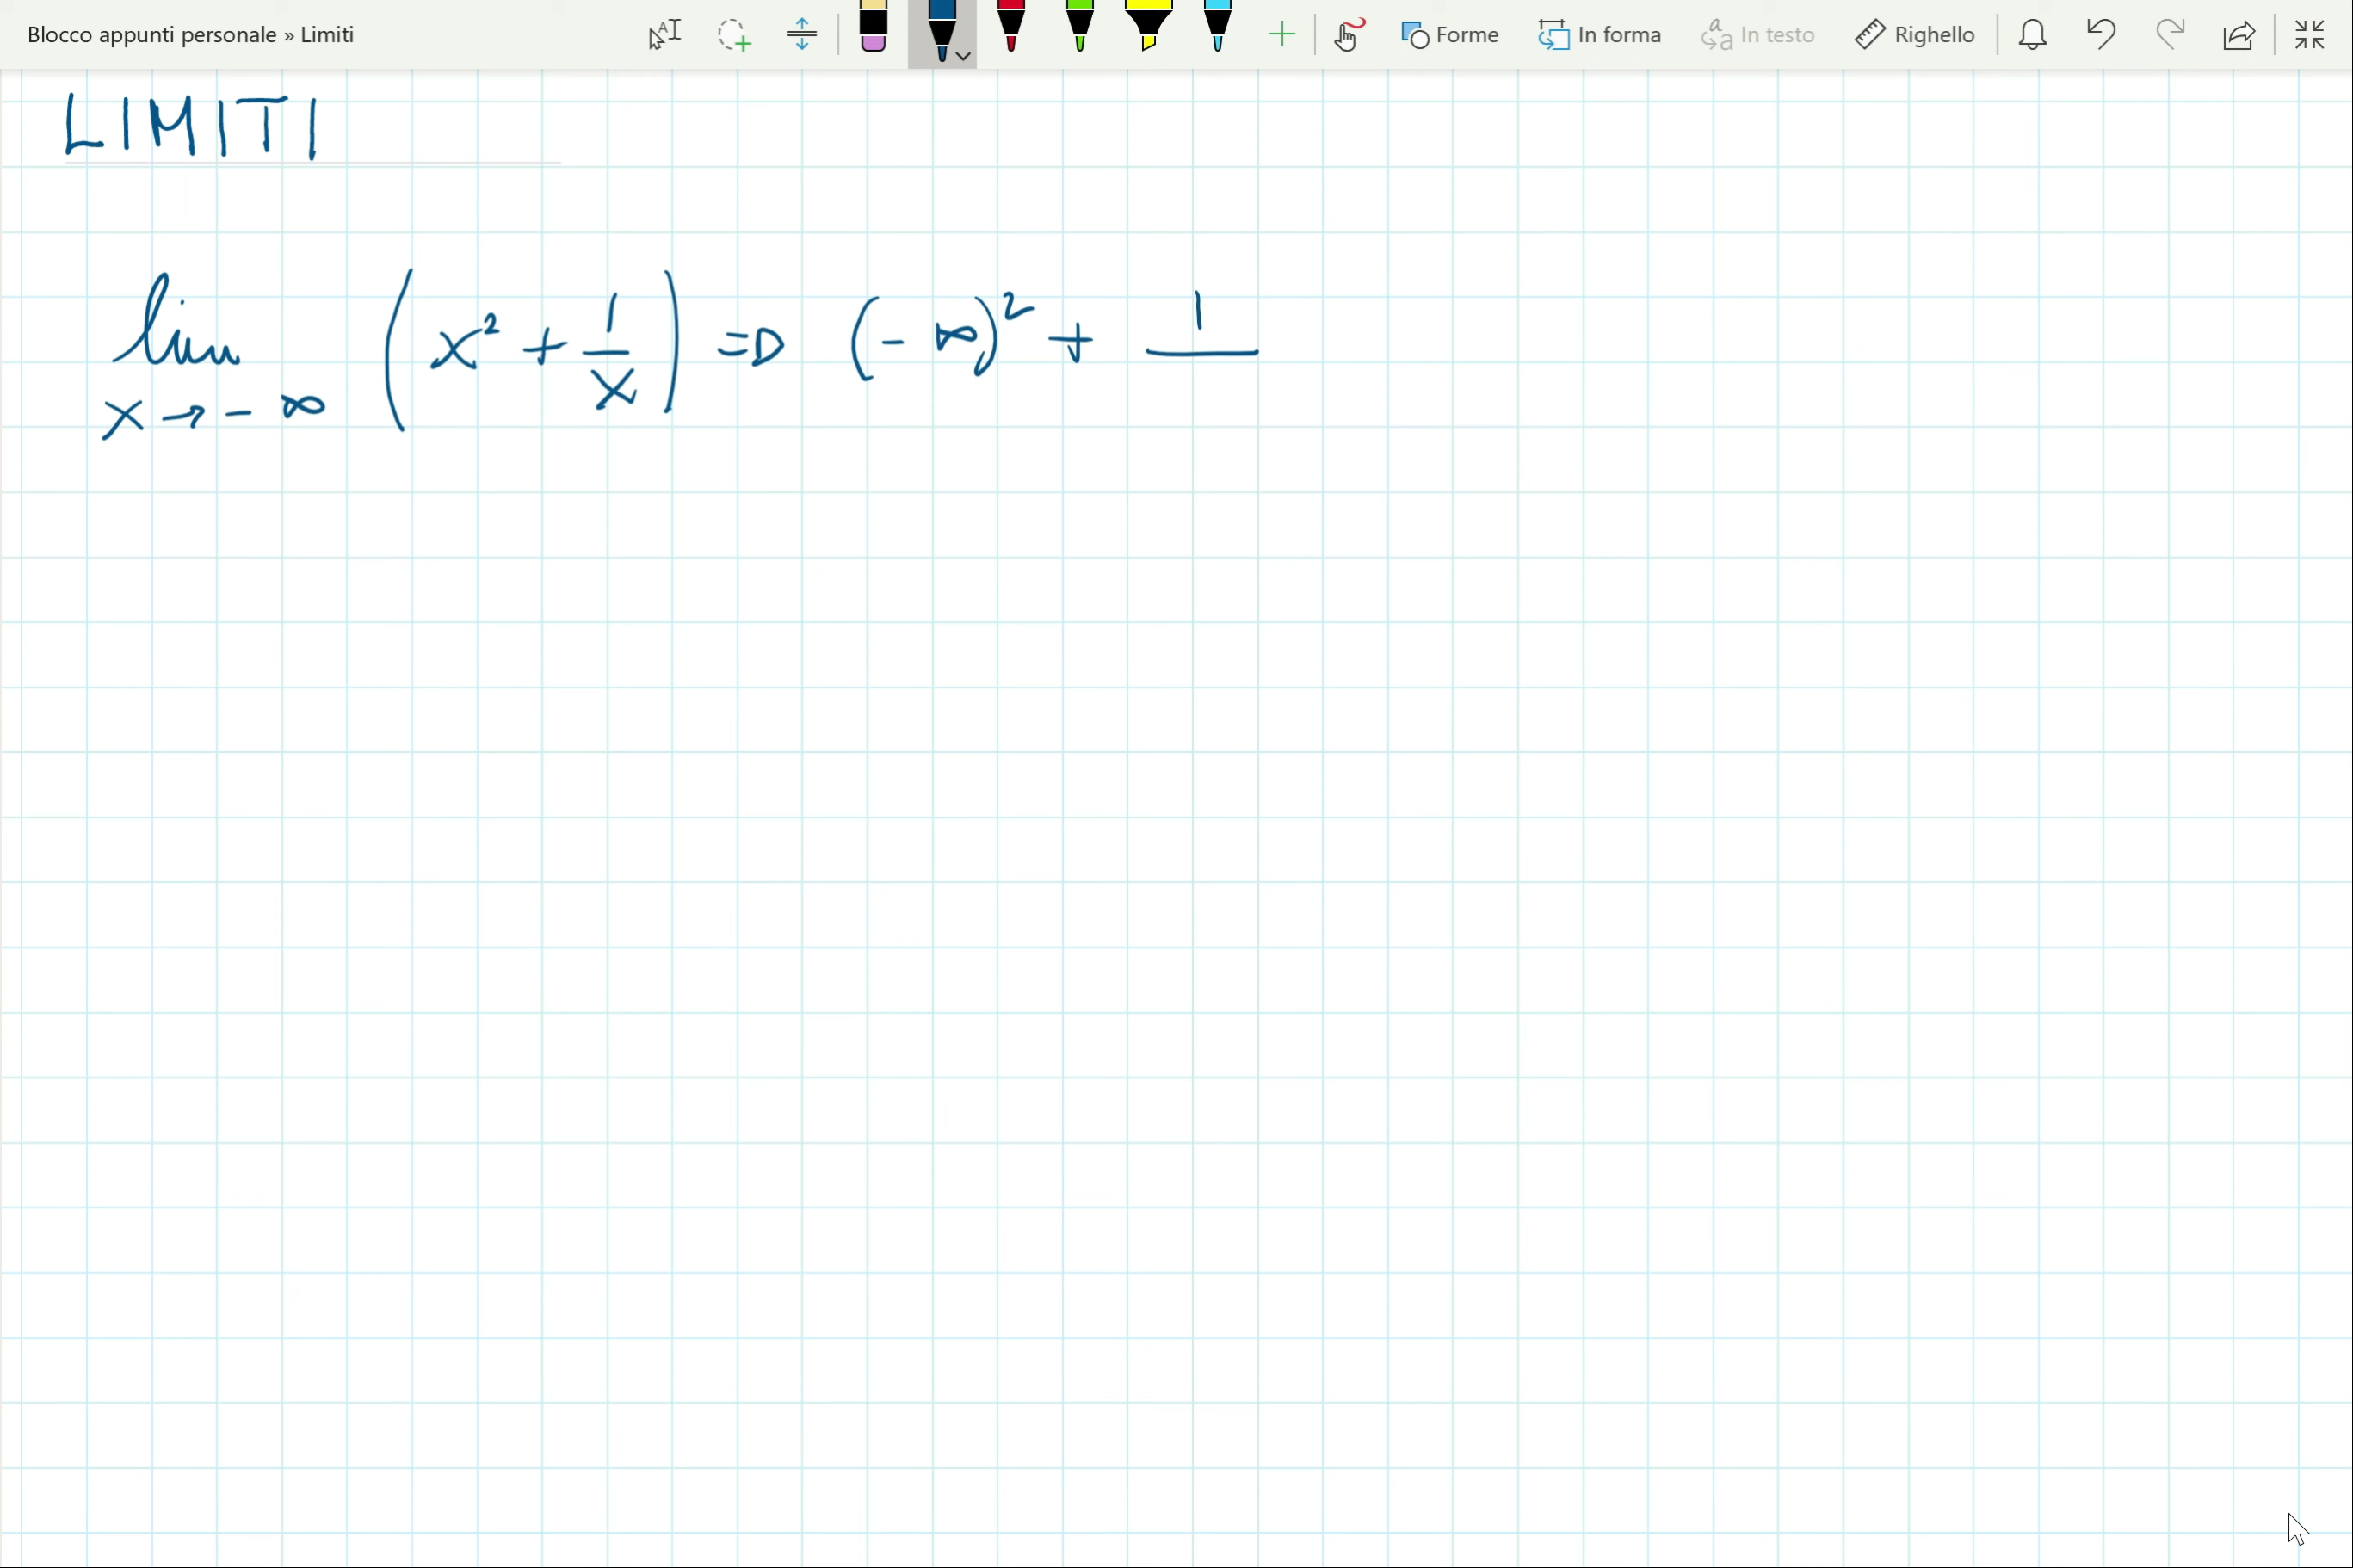 Blocco appunti personale » Limiti Forme In forma In testo Righello
LIMITI
lim x→-∞ (x² + 1/x) => (-∞)² + 1/